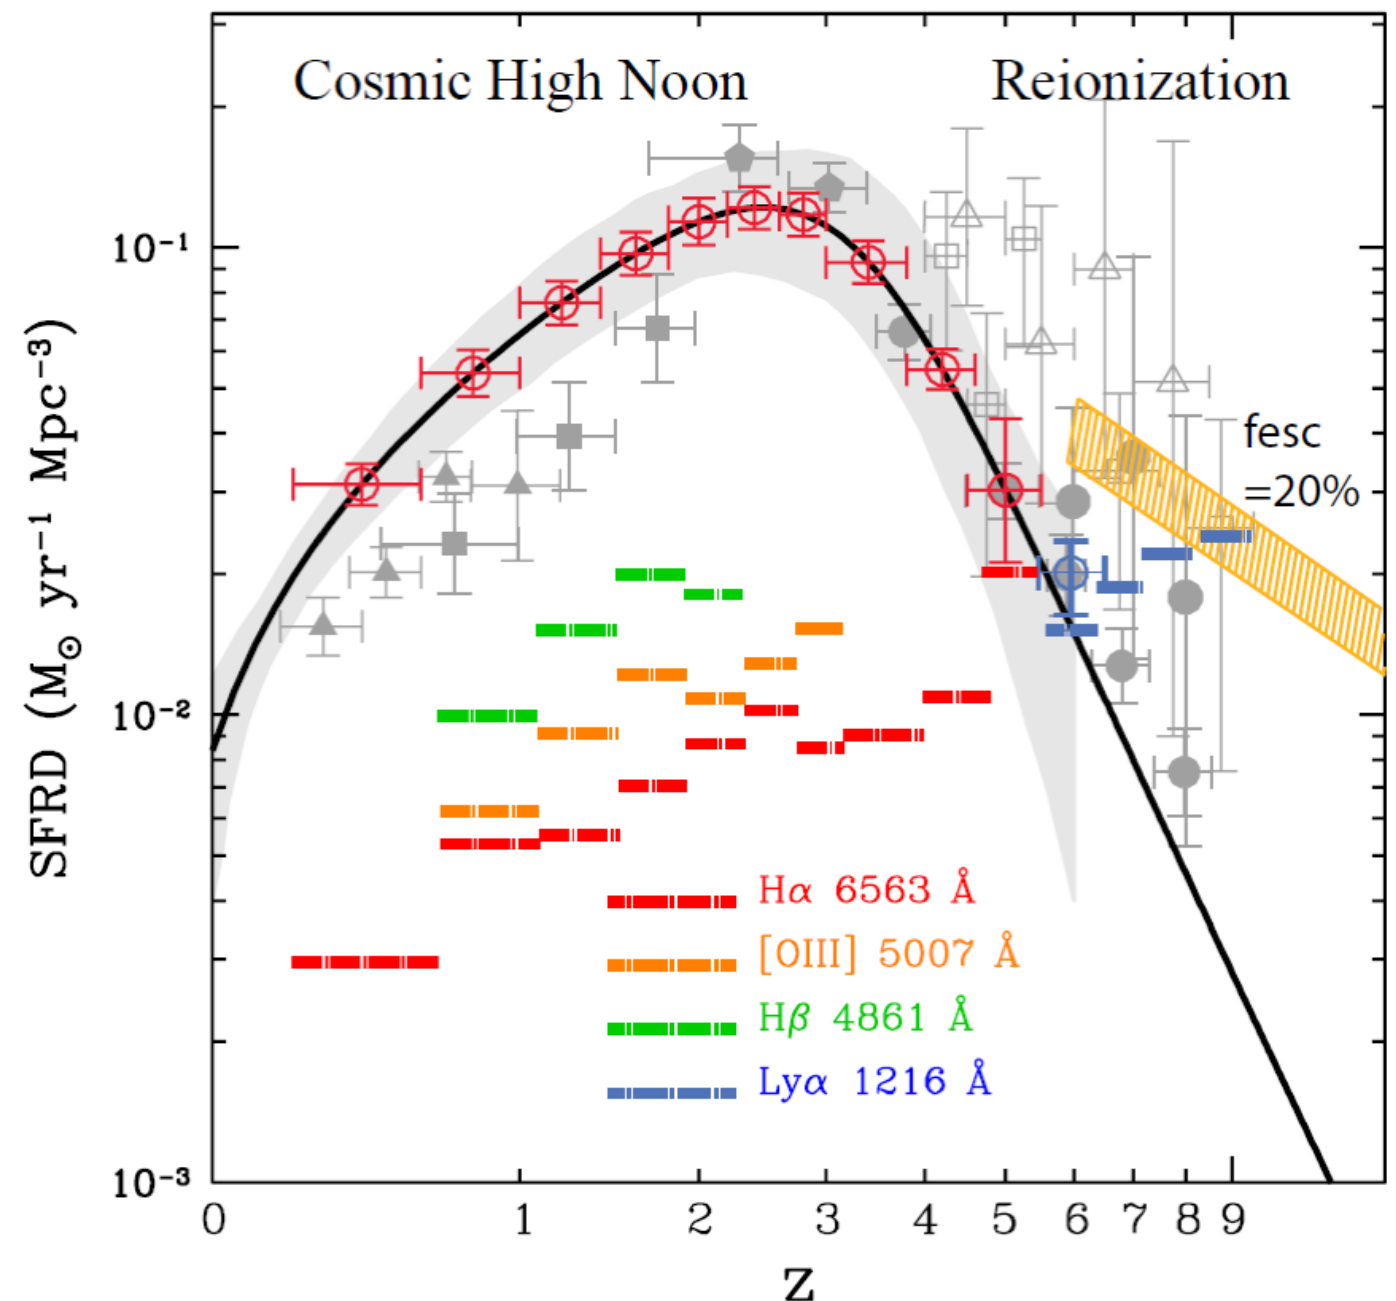 Cosmic High Noon
Reionization
10⁻¹
10⁻²
10⁻³
SFRD (M☉ yr⁻¹ Mpc⁻³)
fesc
=20%
Hα 6563 Å
[OIII] 5007 Å
Hβ 4861 Å
Lyα 1216 Å
0 1 2 3 4 5 6 7 8 9
z